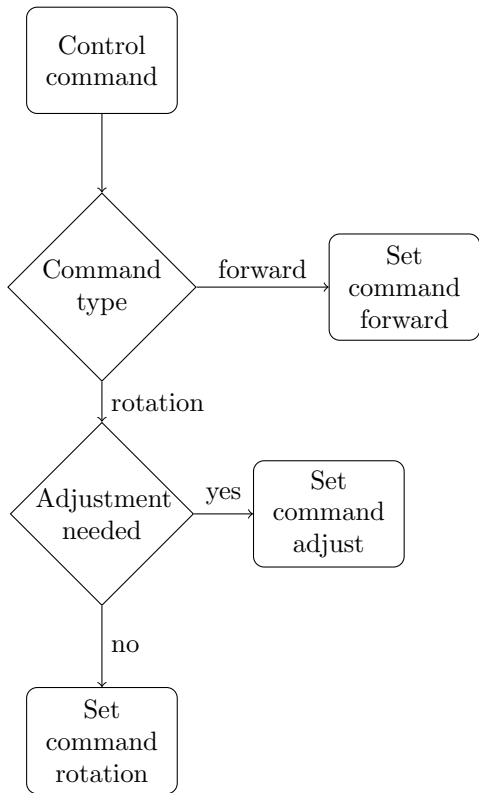 Control
command
Command
type
forward
Set
command
forward
rotation
Adjustment
needed
yes
Set
command
adjust
no
Set
command
rotation